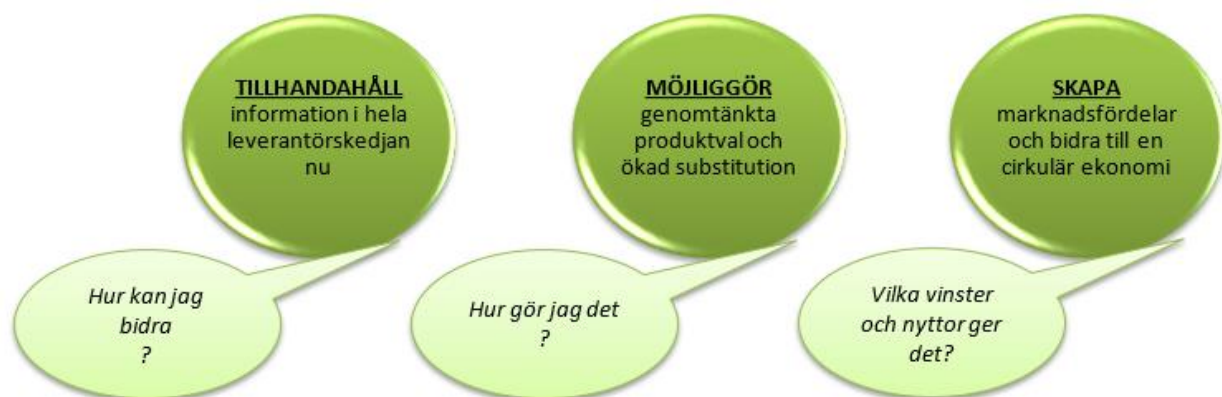 TILLHANDAHÅLL
information i hela
leverantörskedjan
nu
MÖJLIGGÖR
genomtänkta
produktval och
ökad substitution
SKAPA
marknadsfördelar
och bidra till en
cirkulär ekonomi
Hur kan jag
bidra
?
Hur gör jag det
?
Vilka vinster
och nyttor ger
det?